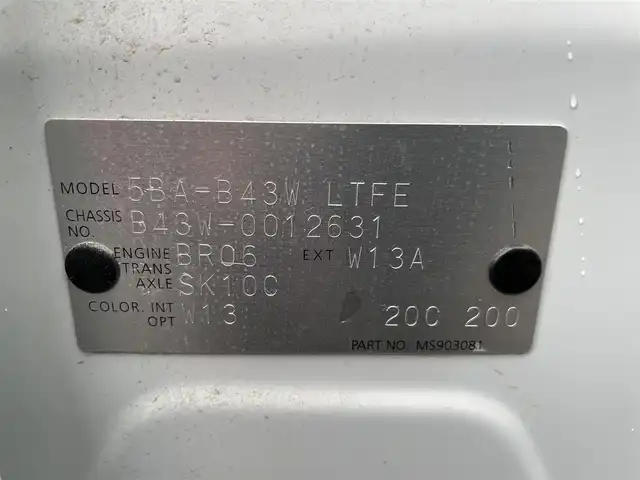 MODEL 5BA-B43W LTFE
CHASSIS NO. B43W-0012631
ENGINE BR06 EXT W13A
TRANS AXLE SK10C
COLOR. INT W13 20C 200
OPT
PART NO. MS903081